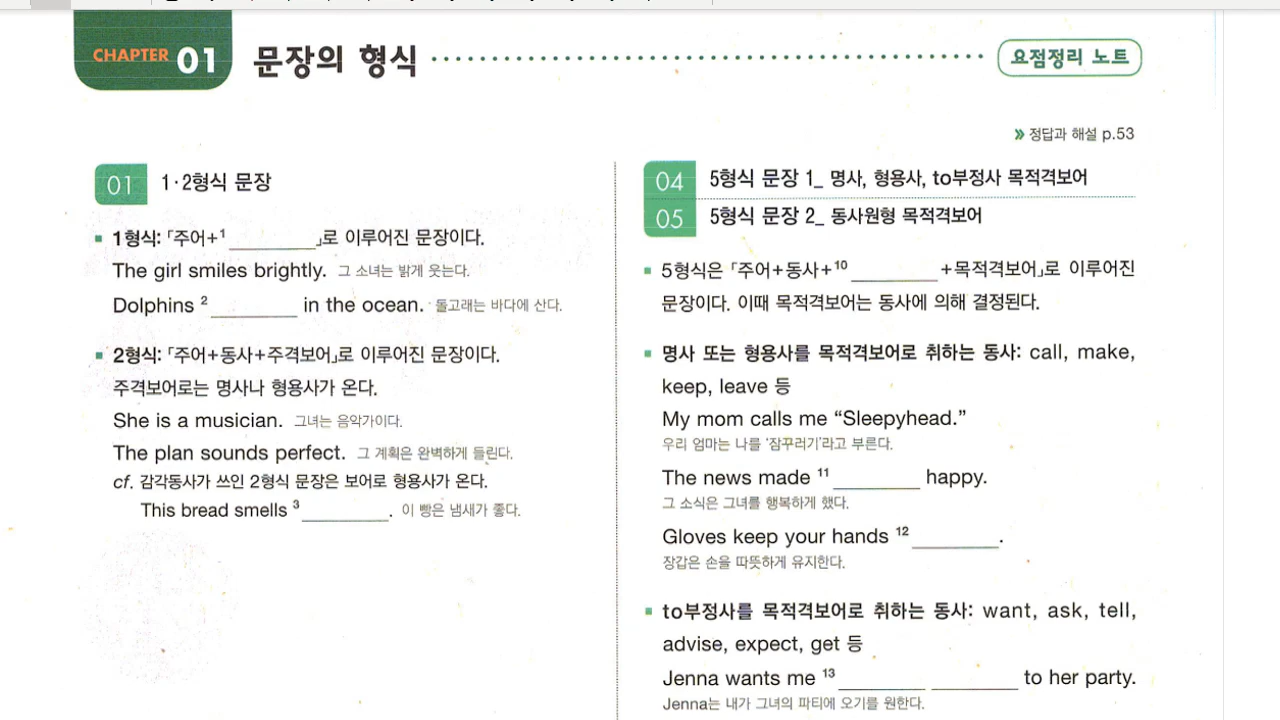 CHAPTER 01 문장의 형식
요점정리 노트
» 정답과 해설 p.53
01 1·2형식 문장
1형식: 「주어+¹________」로 이루어진 문장이다.
The girl smiles brightly. 그 소녀는 밝게 웃는다.
Dolphins ²________ in the ocean. 돌고래는 바다에 산다.
2형식: 「주어+동사+주격보어」로 이루어진 문장이다.
주격보어로는 명사나 형용사가 온다.
She is a musician. 그녀는 음악가이다.
The plan sounds perfect. 그 계획은 완벽하게 들린다.
cf. 감각동사가 쓰인 2형식 문장은 보어로 형용사가 온다.
This bread smells ³________. 이 빵은 냄새가 좋다.
04 5형식 문장 1_ 명사, 형용사, to부정사 목적격보어
05 5형식 문장 2_ 동사원형 목적격보어
5형식은 「주어+동사+¹⁰________+목적격보어」로 이루어진
문장이다. 이때 목적격보어는 동사에 의해 결정된다.
명사 또는 형용사를 목적격보어로 취하는 동사: call, make,
keep, leave 등
My mom calls me “Sleepyhead.”
우리 엄마는 나를 ‘잠꾸러기’라고 부른다.
The news made ¹¹________ happy.
그 소식은 그녀를 행복하게 했다.
Gloves keep your hands ¹²________.
장갑은 손을 따뜻하게 유지한다.
to부정사를 목적격보어로 취하는 동사: want, ask, tell,
advise, expect, get 등
Jenna wants me ¹³________ ________ to her party.
Jenna는 내가 그녀의 파티에 오기를 원한다.